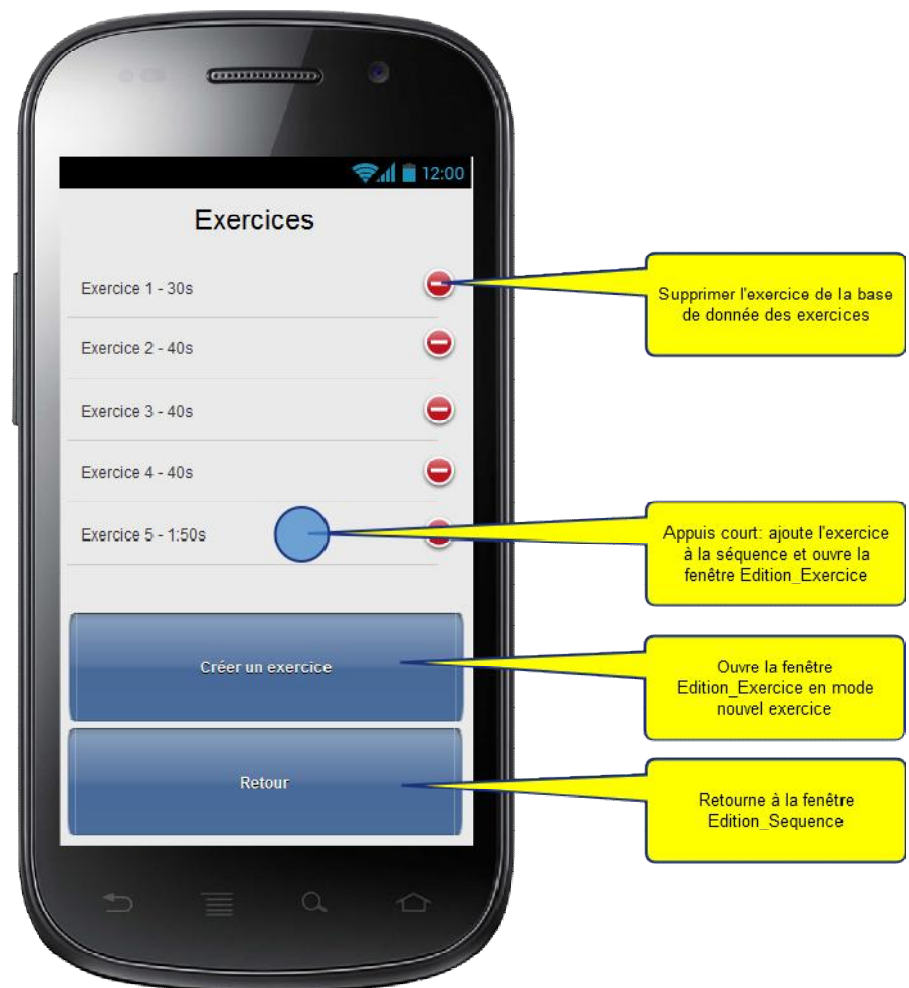 12:00
Exercices
Exercice 1 - 30s
Exercice 2 - 40s
Exercice 3 - 40s
Exercice 4 - 40s
Exercice 5 - 1:50s
Créer un exercice
Retour
Supprimer l'exercice de la base
de donnée des exercices
Appuis court: ajoute l'exercice
à la séquence et ouvre la
fenêtre Edition_Exercice
Ouvre la fenêtre
Edition_Exercice en mode
nouvel exercice
Retourne à la fenêtre
Edition_Sequence